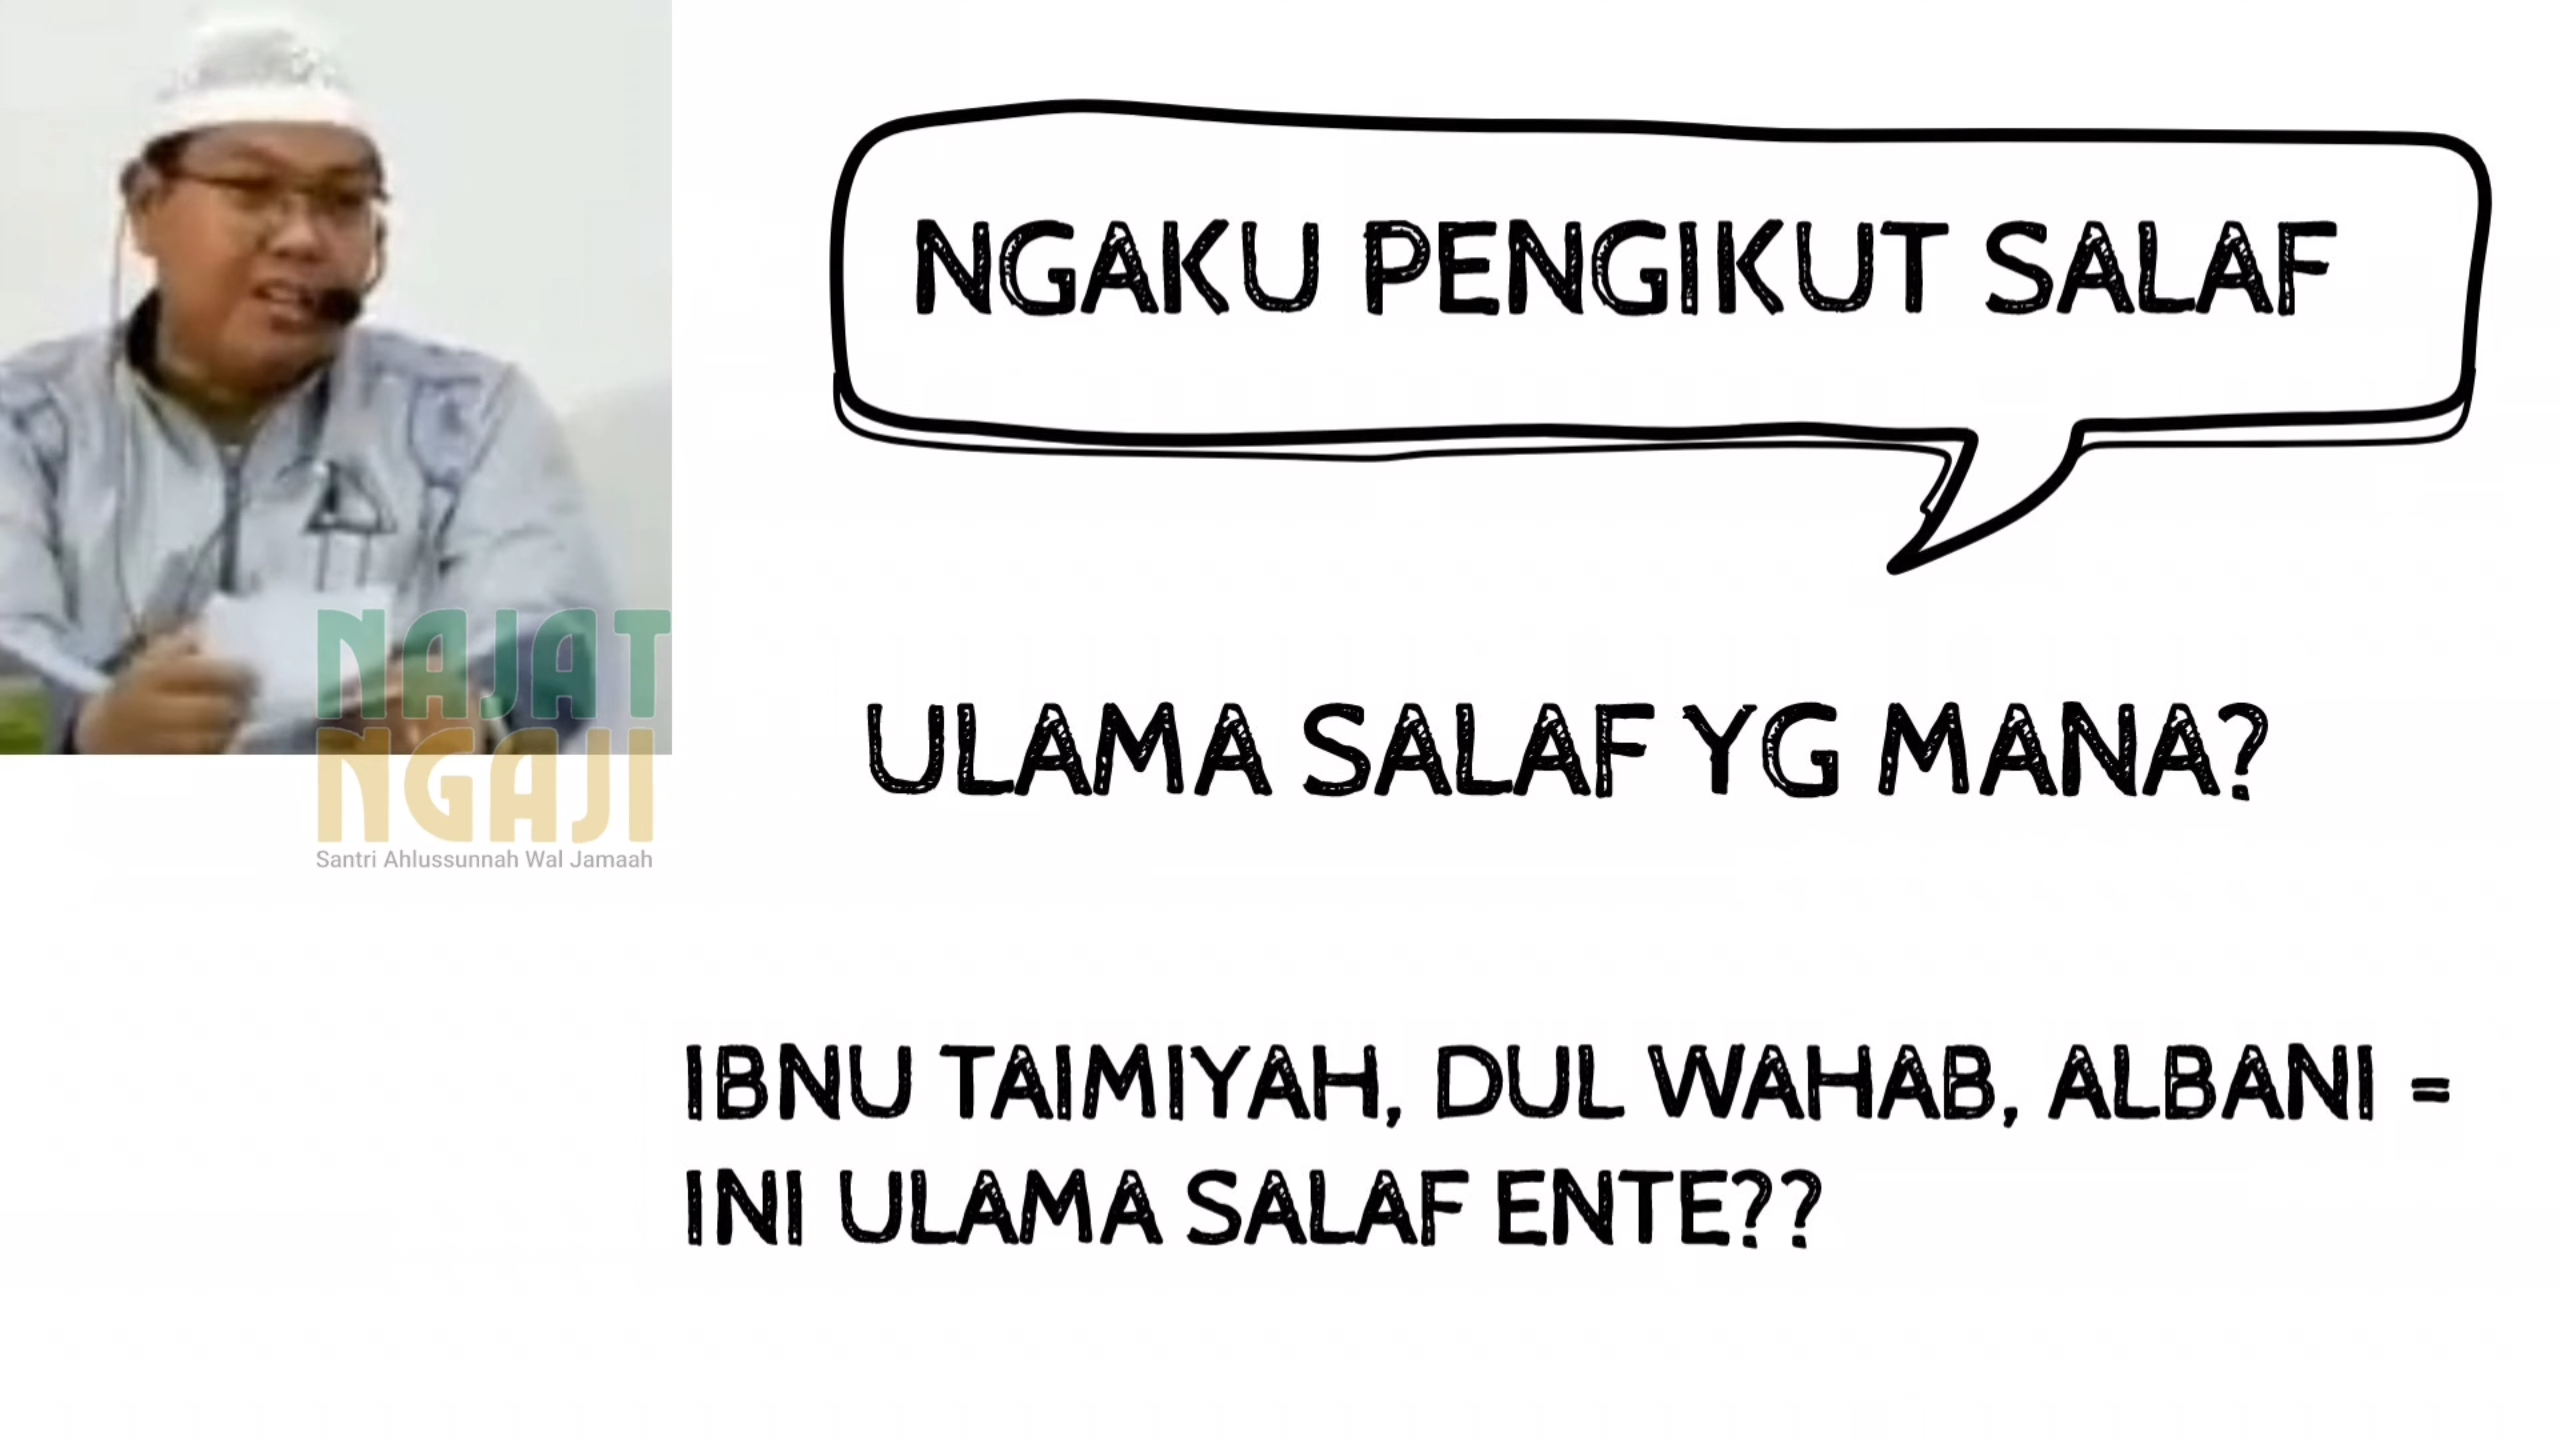 NGAKU PENGIKUT SALAF
NAJAT
NGAJI
Santri Ahlussunnah Wal Jamaah
ULAMA SALAF YG MANA?
IBNU TAIMIYAH, DUL WAHAB, ALBANI =
INI ULAMA SALAF ENTE??